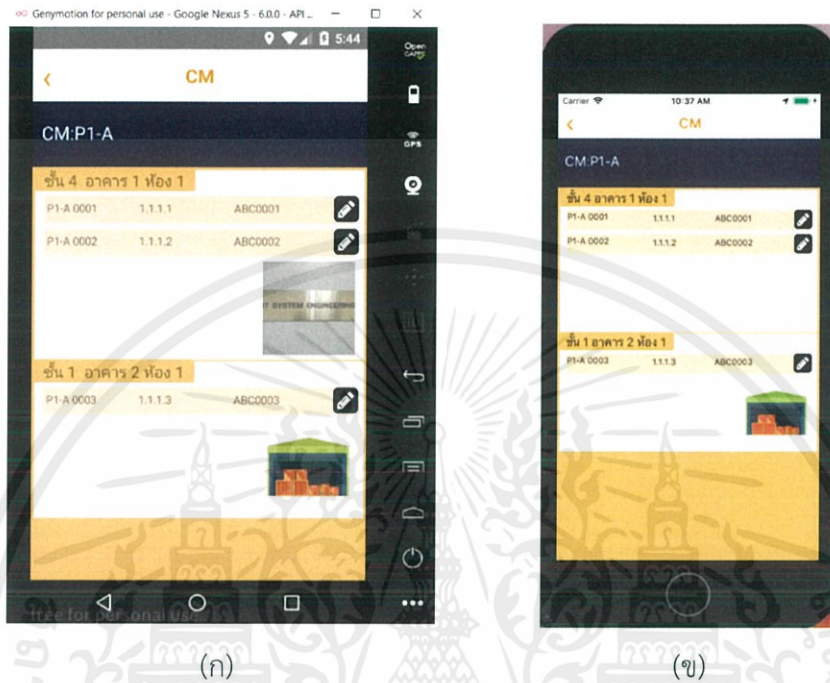 Genymotion for personal use - Google Nexus 5 - 6.0.0 - API ...
5:44
Open
GAPPS
CM
GPS
CM:P1-A
ชั้น 4 อาคาร 1 ห้อง 1
P1-A 0001 1.1.1.1 ABC0001
P1-A 0002 1.1.1.2 ABC0002
IT SYSTEM ENGINEERING
ชั้น 1 อาคาร 2 ห้อง 1
P1-A 0003 1.1.1.3 ABC0003
free for personal use
(ก)
Carrier 10:37 AM
CM
CM:P1-A
ชั้น 4 อาคาร 1 ห้อง 1
P1-A 0001 1.1.1.1 ABC0001
P1-A 0002 1.1.1.2 ABC0002
ชั้น 1 อาคาร 2 ห้อง 1
P1-A 0003 1.1.1.3 ABC0003
(ข)